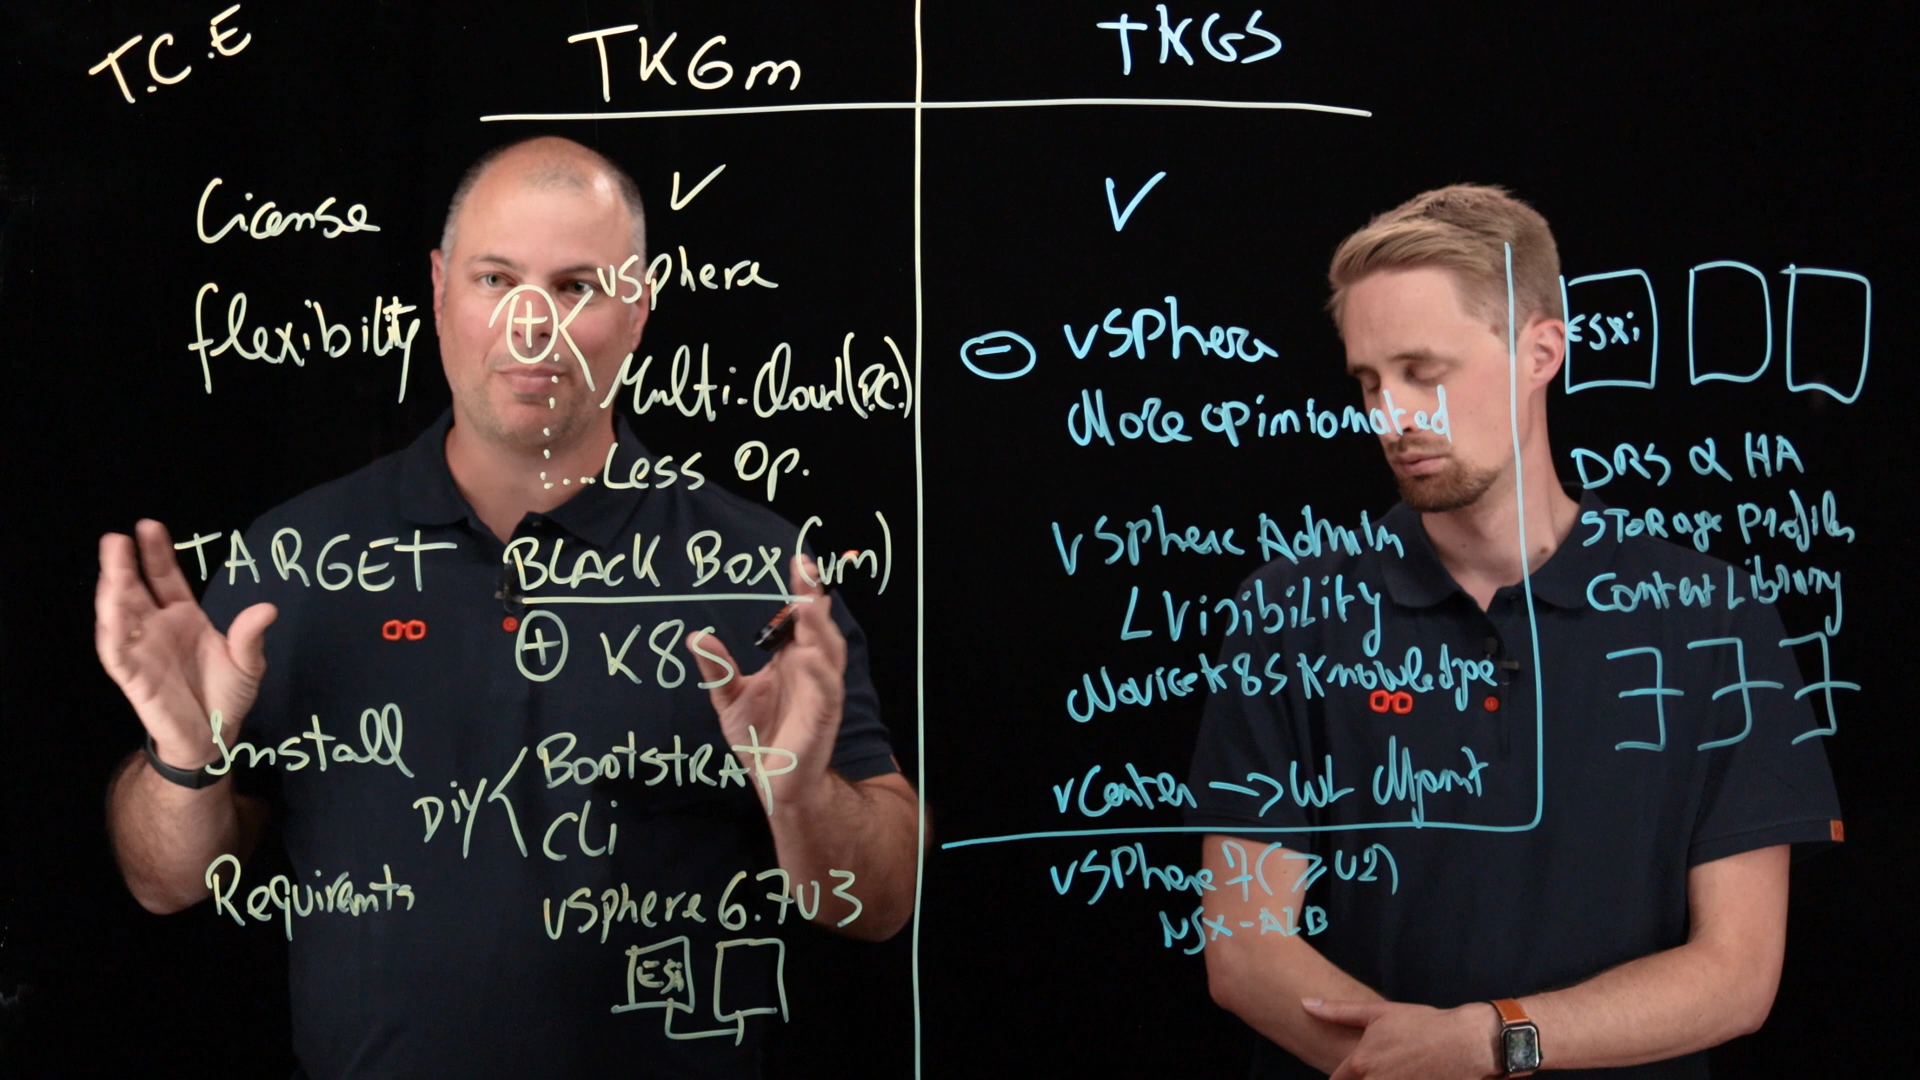 T.C.E
TKGm
TKGS
License
✓
✓
flexibility
+
vsphere
Multi-Cloud(P.C.)
....Less Op.
-
vSphere
More opinionated
TARGET
BLACK BOX (vm)
+ K8S
vSphere Admin
L Visibility
Novice K8S Knowledge
Install
DiY
BootstRAP
Cli
vCenter → WL Mgmnt
Requiremnts
vSphere 6.7U3
ESXi
vSphere 7 (≥ U2)
NSX-ALB
ESXi
DRS & HA
STORage Profiles
Content Library